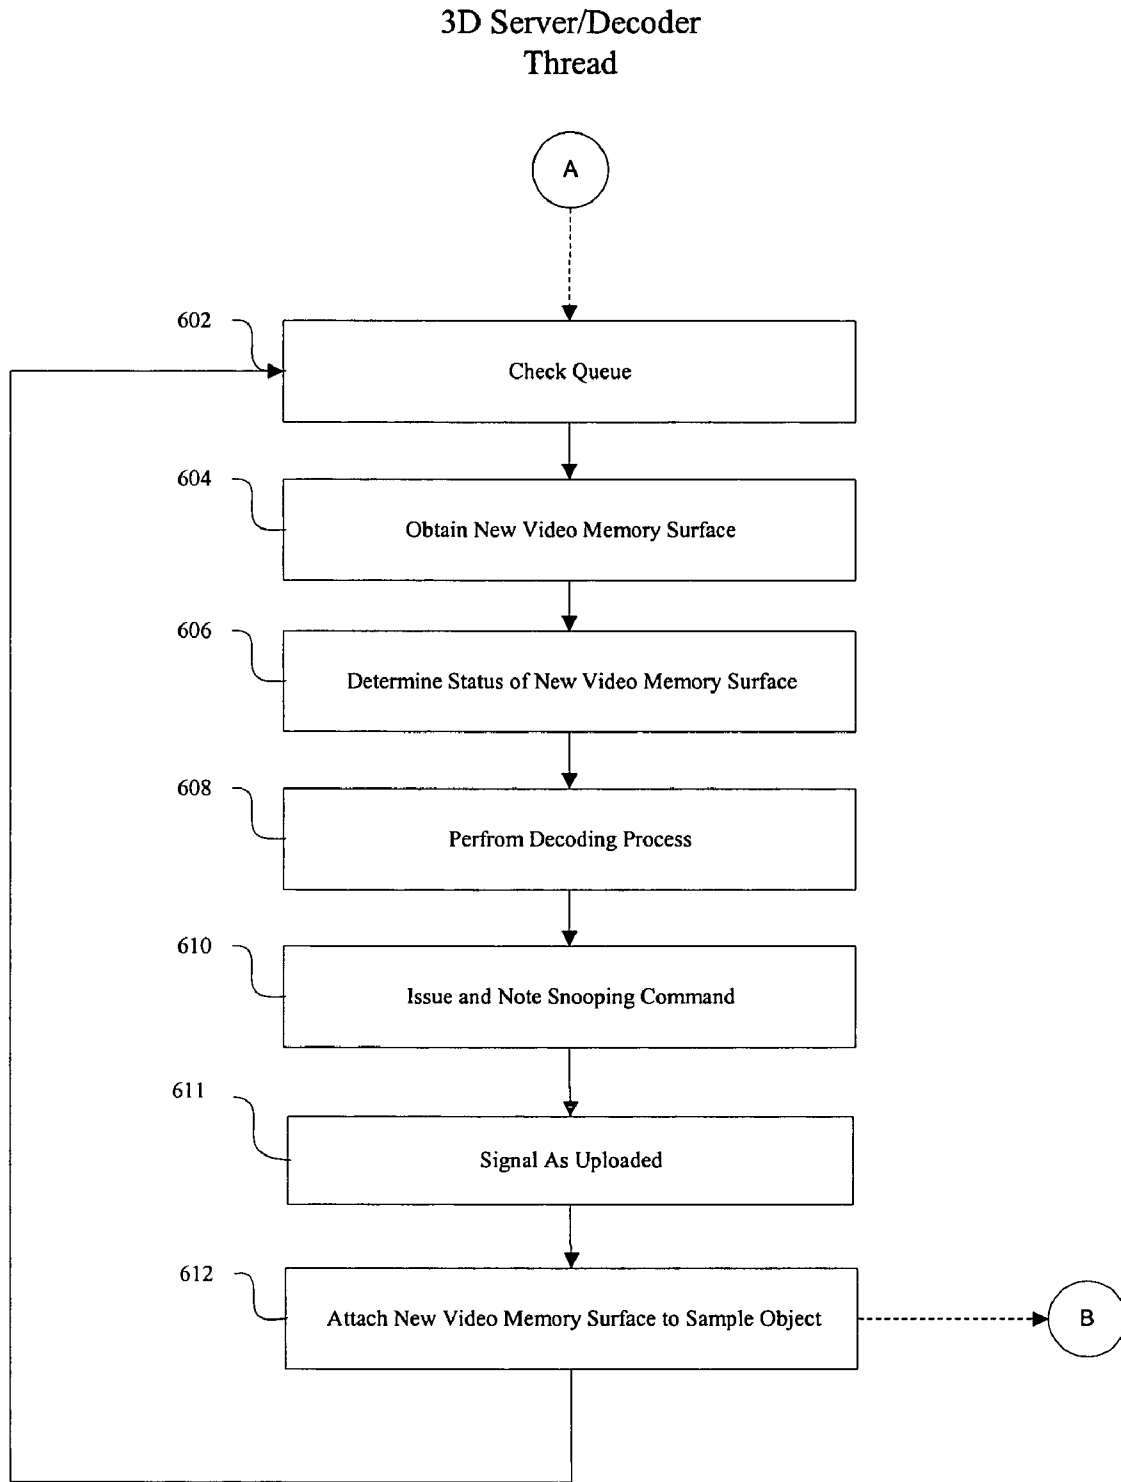 3D Server/Decoder
Thread
A
602
Check Queue
604
Obtain New Video Memory Surface
606
Determine Status of New Video Memory Surface
608
Perfrom Decoding Process
610
Issue and Note Snooping Command
611
Signal As Uploaded
612
Attach New Video Memory Surface to Sample Object
B